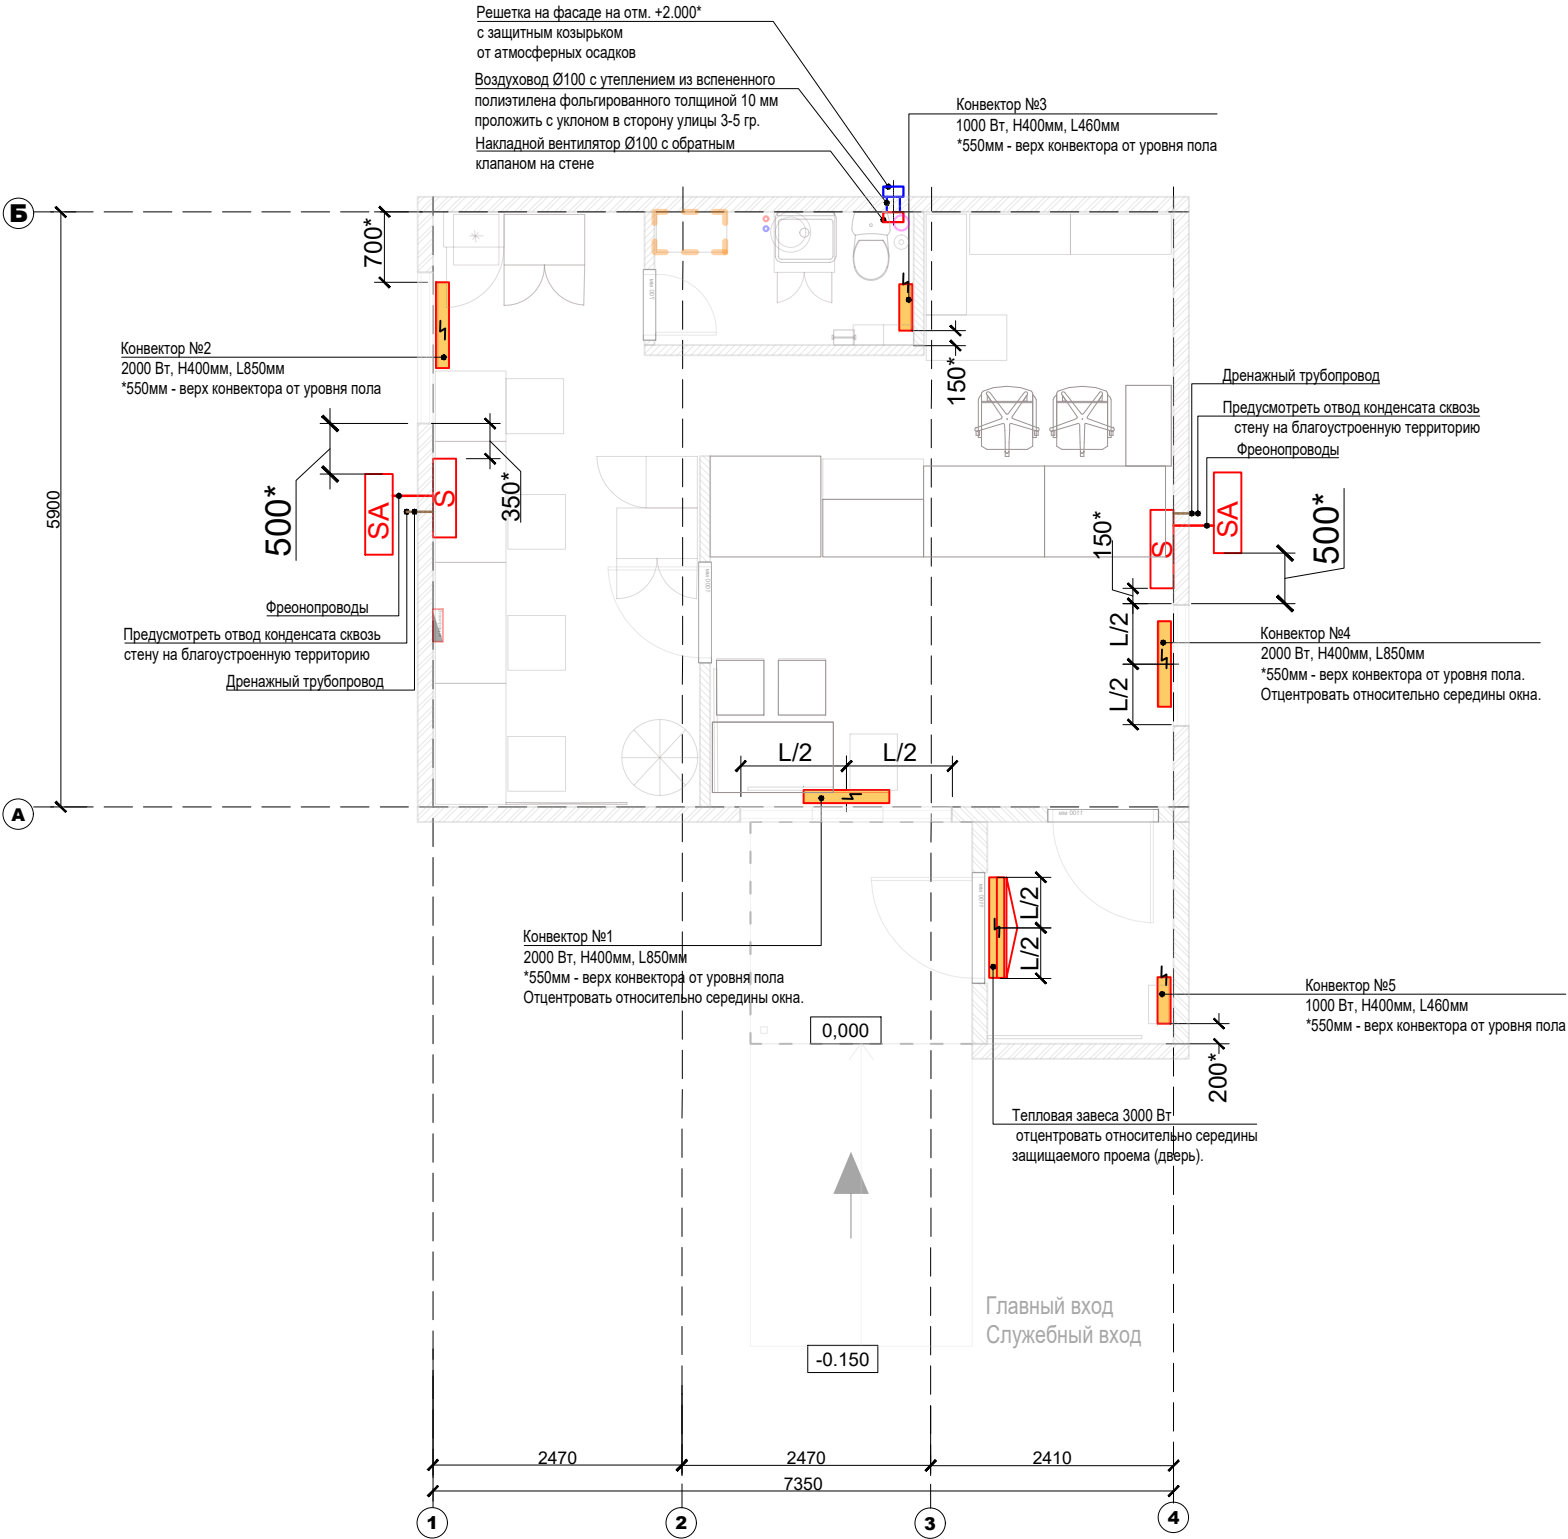 Решетка на фасаде на отм. +2.000*
с защитным козырьком
от атмосферных осадков
Воздуховод Ø100 с утеплением из вспененного
полиэтилена фольгированного толщиной 10 мм
проложить с уклоном в сторону улицы 3-5 гр.
Накладной вентилятор Ø100 с обратным
клапаном на стене
Конвектор №3
1000 Вт, H400мм, L460мм
*550мм - верх конвектора от уровня пола
Б
700*
5900
Конвектор №2
2000 Вт, H400мм, L850мм
*550мм - верх конвектора от уровня пола
150*
Дренажный трубопровод
Предусмотреть отвод конденсата сквозь
стену на благоустроенную территорию
Фреонопроводы
500*
SA
S
350*
150*
S
SA
500*
Фреонопроводы
Предусмотреть отвод конденсата сквозь
стену на благоустроенную территорию
Дренажный трубопровод
L/2
L/2
Конвектор №4
2000 Вт, H400мм, L850мм
*550мм - верх конвектора от уровня пола.
Отцентровать относительно середины окна.
L/2
L/2
А
L/2
L/2
Конвектор №1
2000 Вт, H400мм, L850мм
*550мм - верх конвектора от уровня пола
Отцентровать относительно середины окна.
Конвектор №5
1000 Вт, H400мм, L460мм
*550мм - верх конвектора от уровня пола
0,000
200*
Тепловая завеса 3000 Вт
отцентровать относительно середины
защищаемого проема (дверь).
Главный вход
Служебный вход
-0.150
2470
2470
2410
7350
1
2
3
4